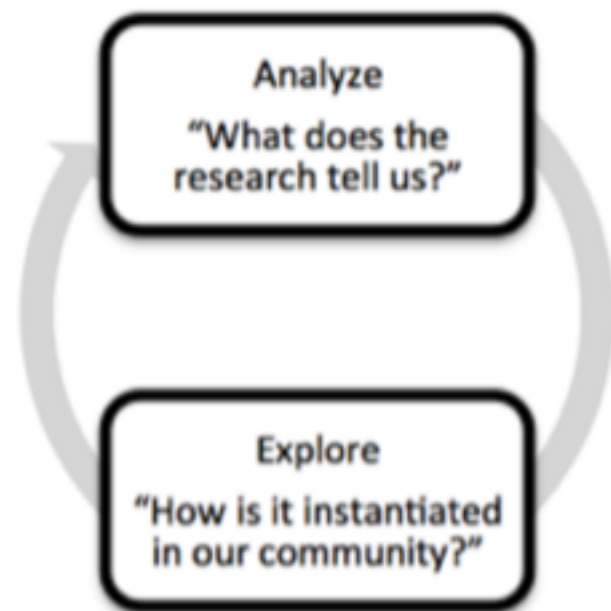 Analyze
“What does the
research tell us?”
Explore
“How is it instantiated
in our community?”